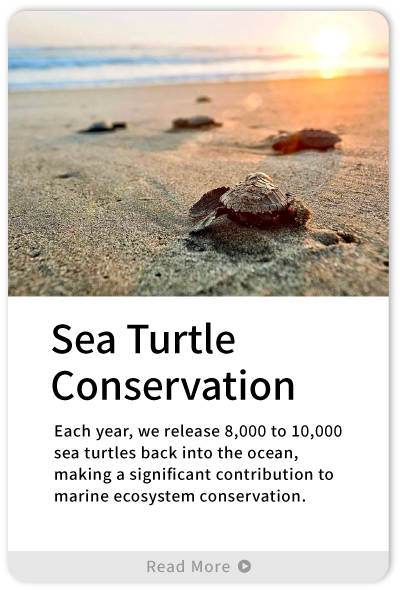 Sea Turtle
Conservation
Each year, we release 8,000 to 10,000
sea turtles back into the ocean,
making a significant contribution to
marine ecosystem conservation.
Read More